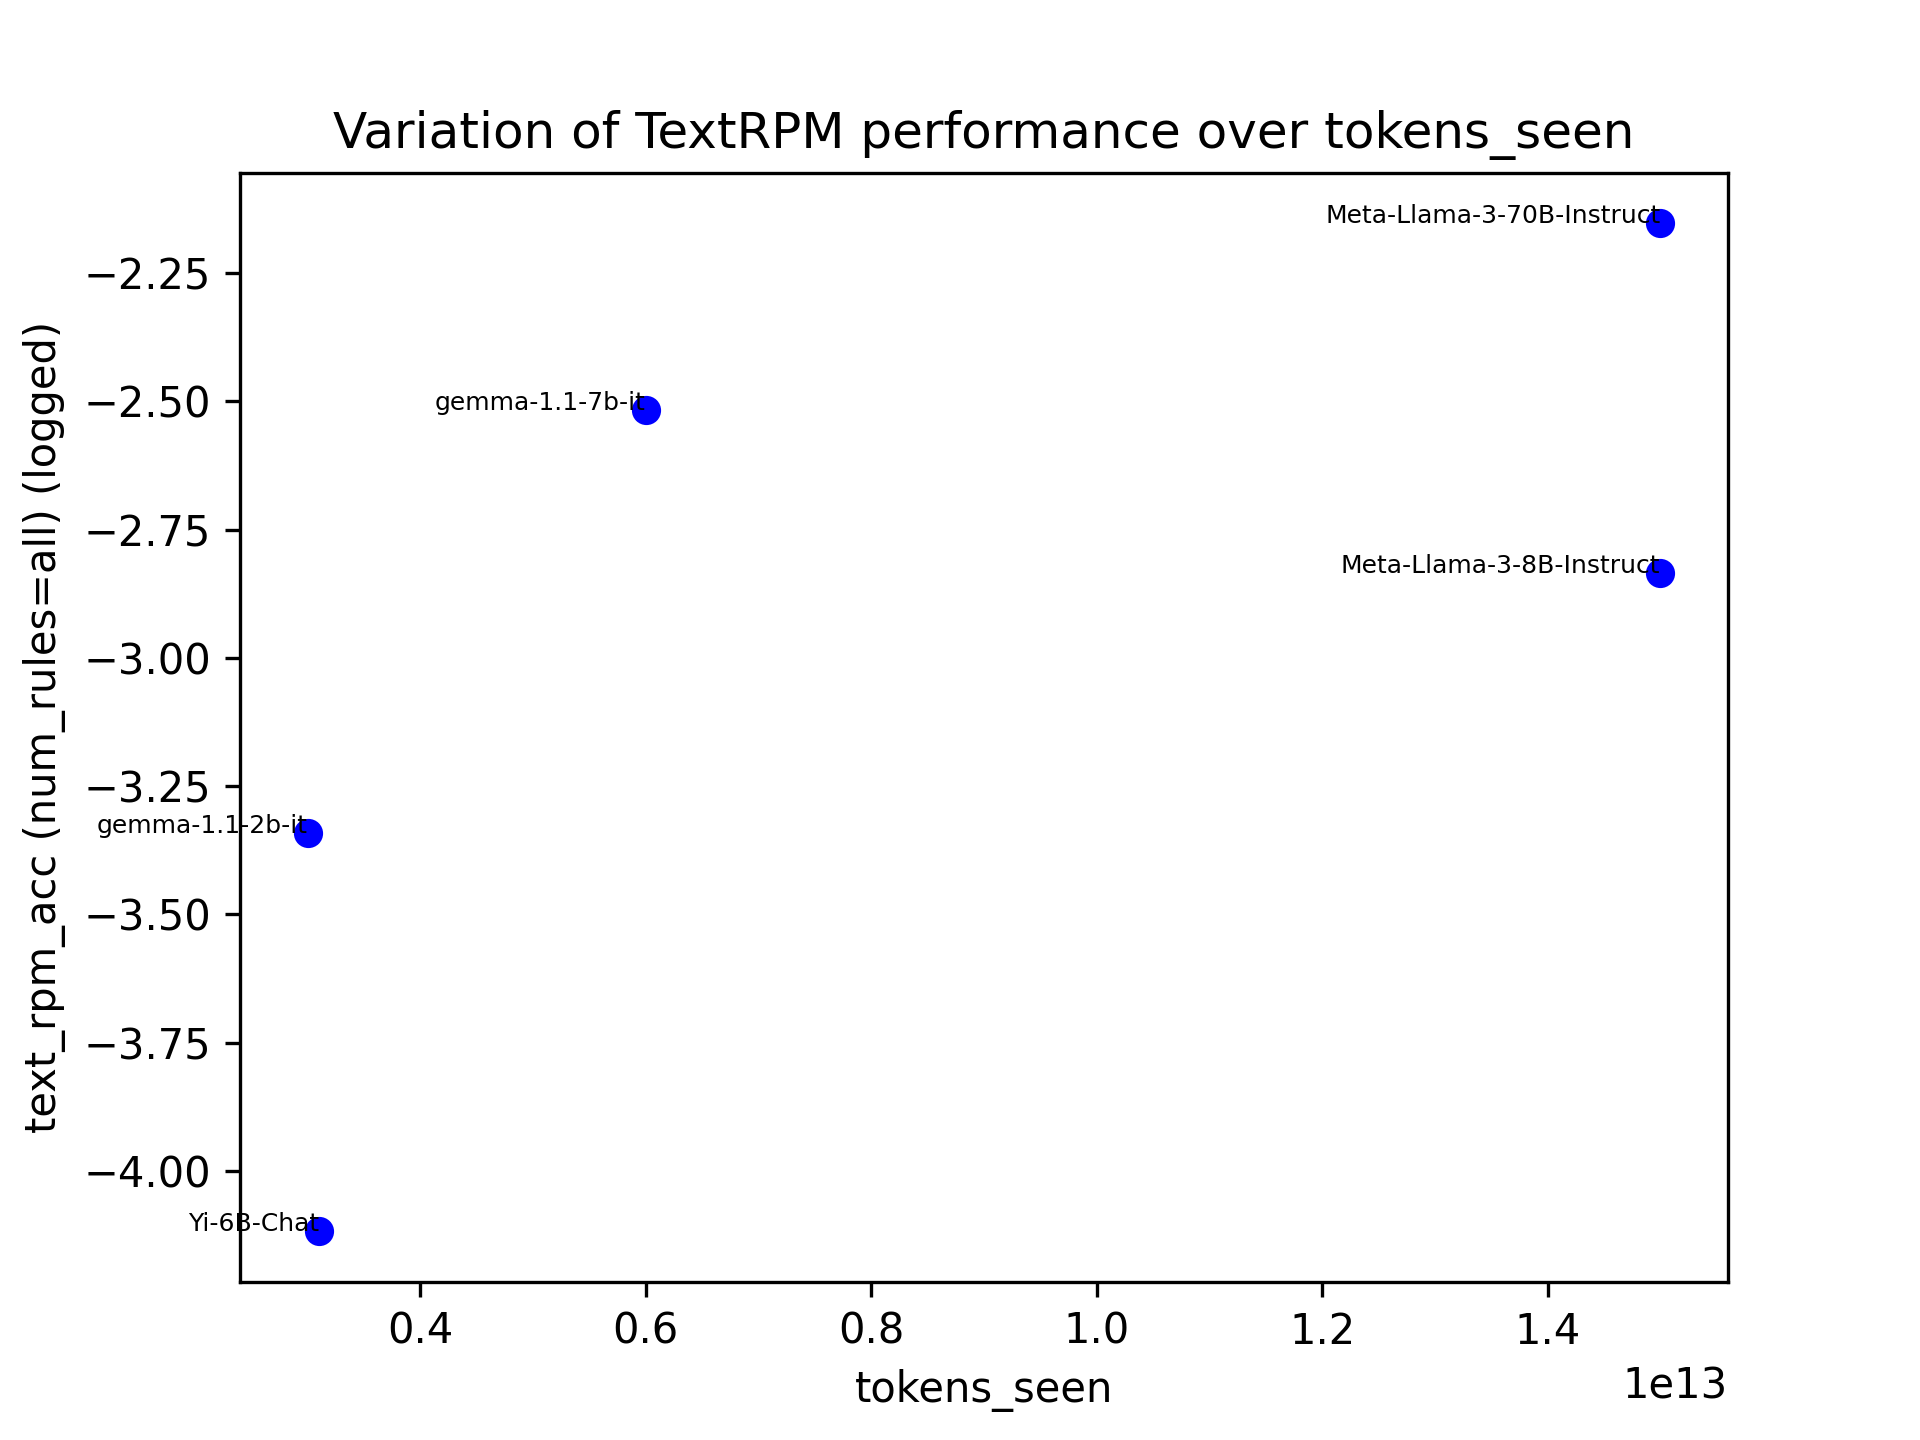 Variation of TextRPM performance over tokens_seen
text_rpm_acc (num_rules=all) (logged)
−2.25
−2.50
−2.75
−3.00
−3.25
−3.50
−3.75
−4.00
Meta-Llama-3-70B-Instruct
gemma-1.1-7b-it
Meta-Llama-3-8B-Instruct
gemma-1.1-2b-it
Yi-6B-Chat
0.4 0.6 0.8 1.0 1.2 1.4
1e13
tokens_seen